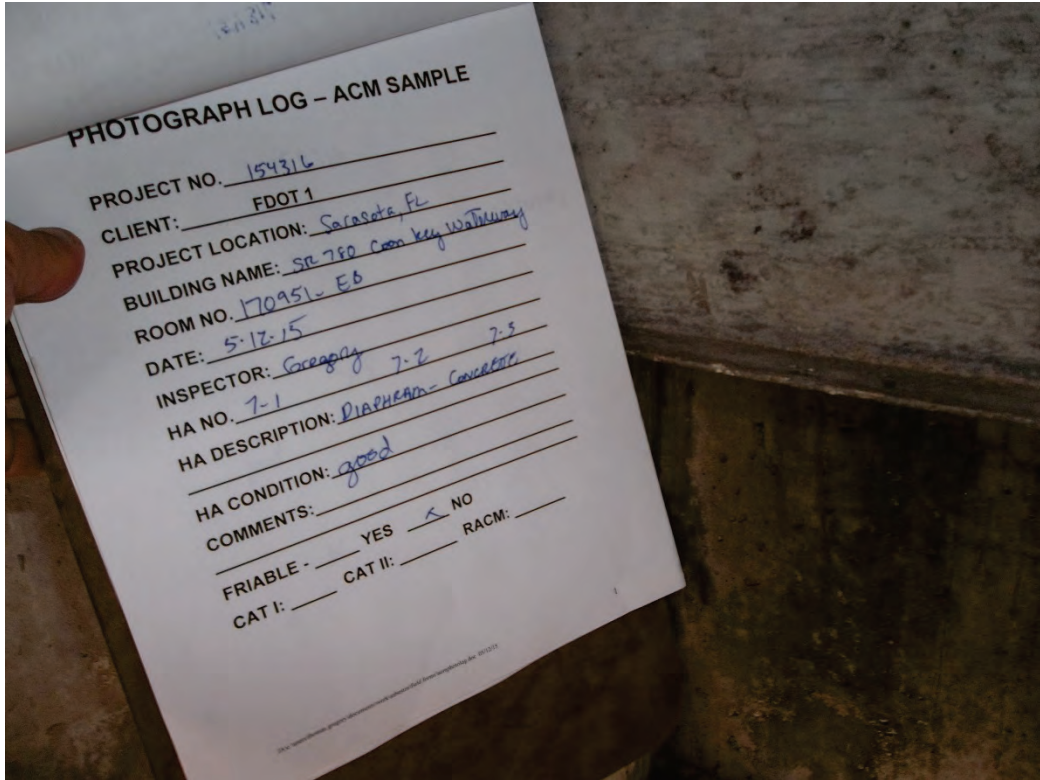 PHOTOGRAPH LOG – ACM SAMPLE
PROJECT NO. 154316
CLIENT: FDOT 1
PROJECT LOCATION: Sarasota, FL
BUILDING NAME: SR 780 Coon Key Waterway
ROOM NO. 170951- EB
DATE: 5-12-15
INSPECTOR: Gregory
HA NO. 7-1 7-2 7-3
HA DESCRIPTION: DIAPHRAM- CONCRETE
HA CONDITION: good
COMMENTS:
FRIABLE - YES x NO
CAT I: CAT II: RACM: